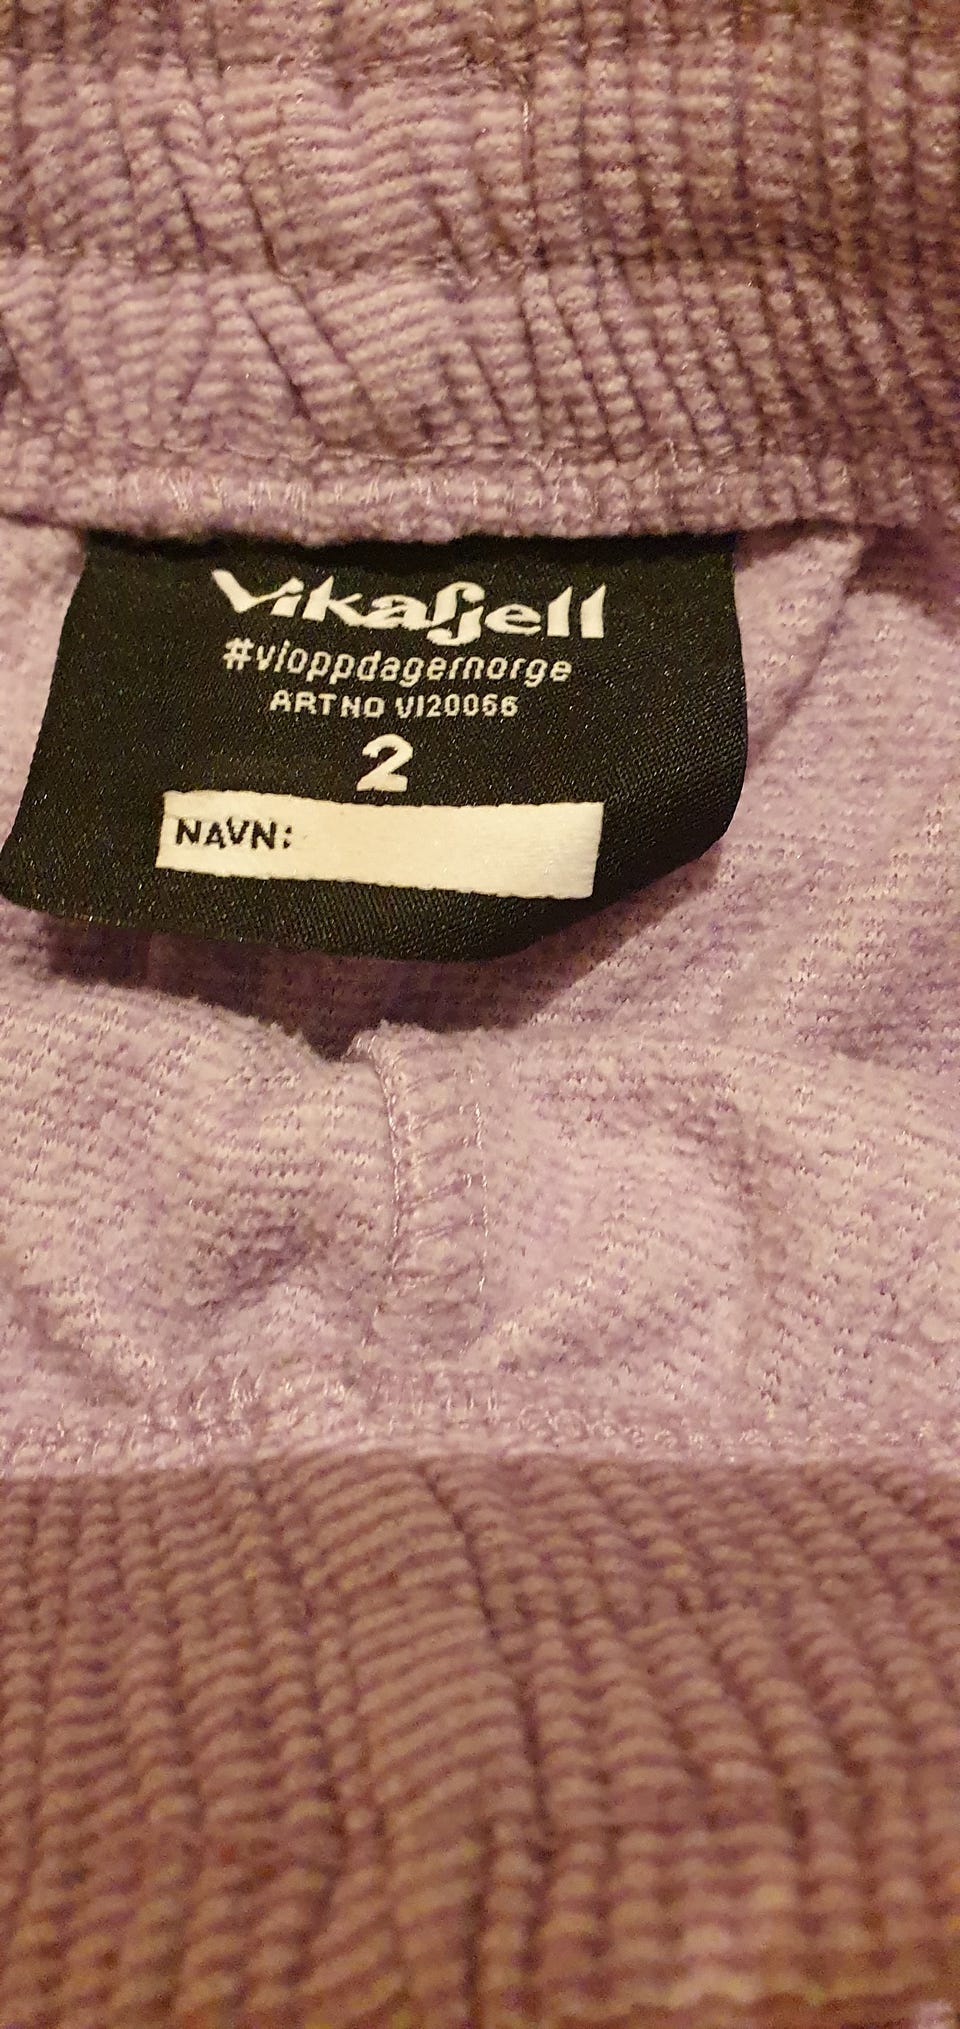 Vikafjell
#vioppdagernorge
ART NO VI20066
2
NAVN: